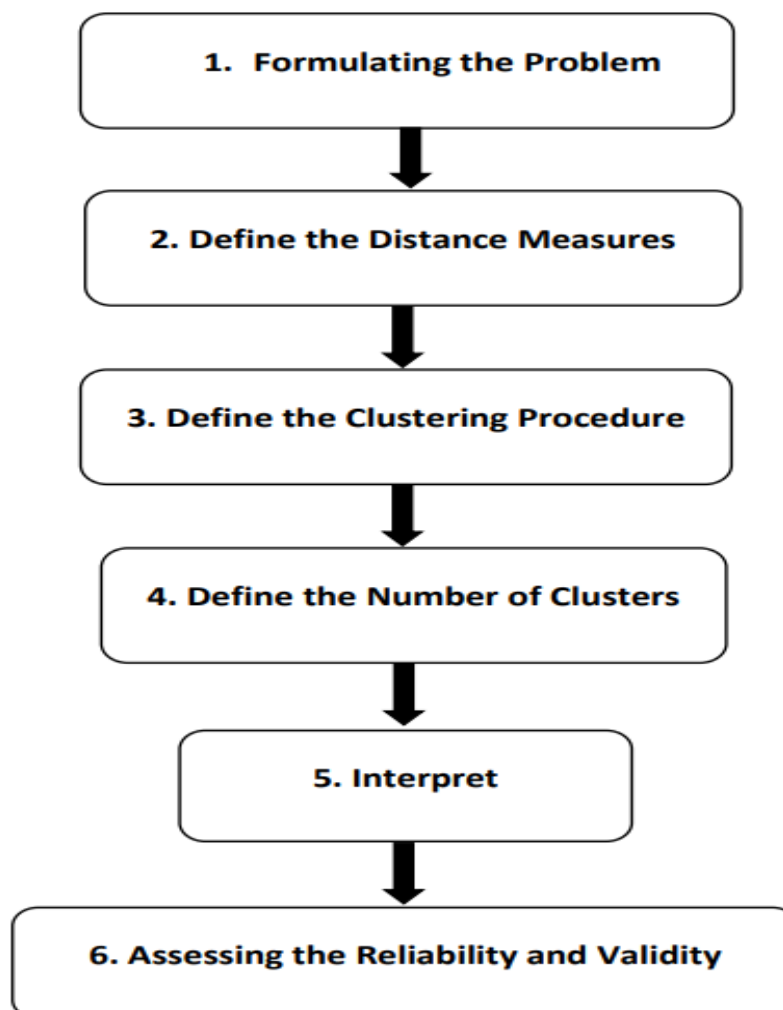 1. Formulating the Problem
2. Define the Distance Measures
3. Define the Clustering Procedure
4. Define the Number of Clusters
5. Interpret
6. Assessing the Reliability and Validity